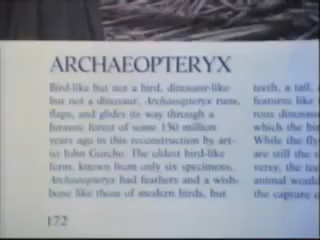 ARCHAEOPTERYX
Bird-like but not a bird, dinosaur-like
but not a dinosaur, Archaeopteryx runs,
flaps, and glides its way through a
Jurassic forest of some 150 million
years ago in this reconstruction by art-
ist John Gurche. The oldest bird-like
form, known from only six specimens,
Archaeopteryx had feathers and a wish-
bone like those of modern birds, but
172
teeth, a tail,
features like
rous dinosau
which the bir
While the fly
are still the s
versy, the tee
animal would
the capture o